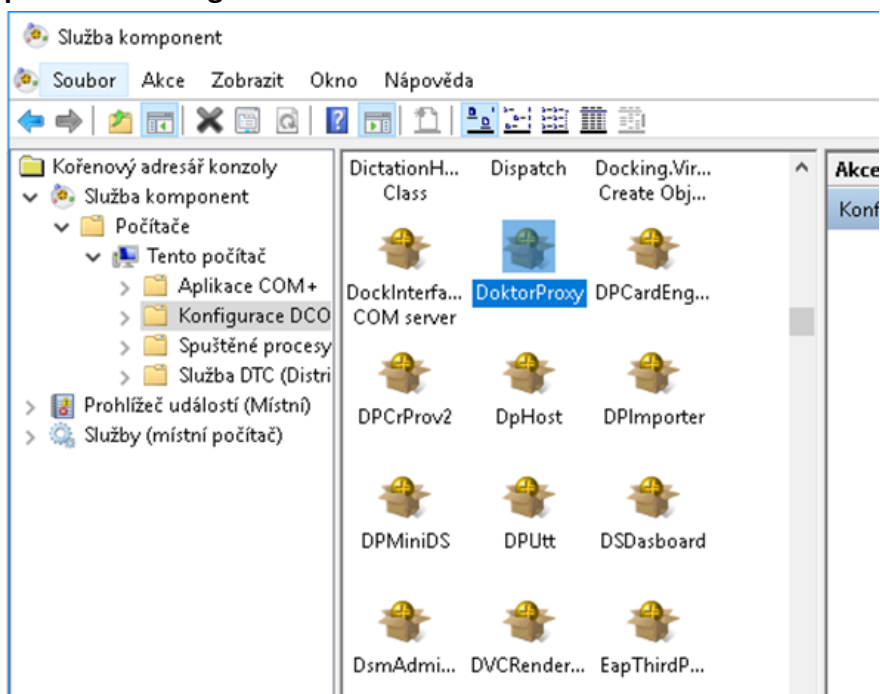 Služba komponent
Soubor Akce Zobrazit Okno Nápověda
Kořenový adresář konzoly
Služba komponent
Počítače
Tento počítač
Aplikace COM+
Konfigurace DCO
Spuštěné procesy
Služba DTC (Distri
Prohlížeč událostí (Místní)
Služby (místní počítač)
DictationH... Dispatch Docking.Vir...
Class Create Obj...
DockInterfa... DoktorProxy DPCardEng...
COM server
DPCrProv2 DpHost DPImporter
DPMiniDS DPUtt DSDasboard
DsmAdmi... DVCRender... EapThirdP...
Akce
Konf